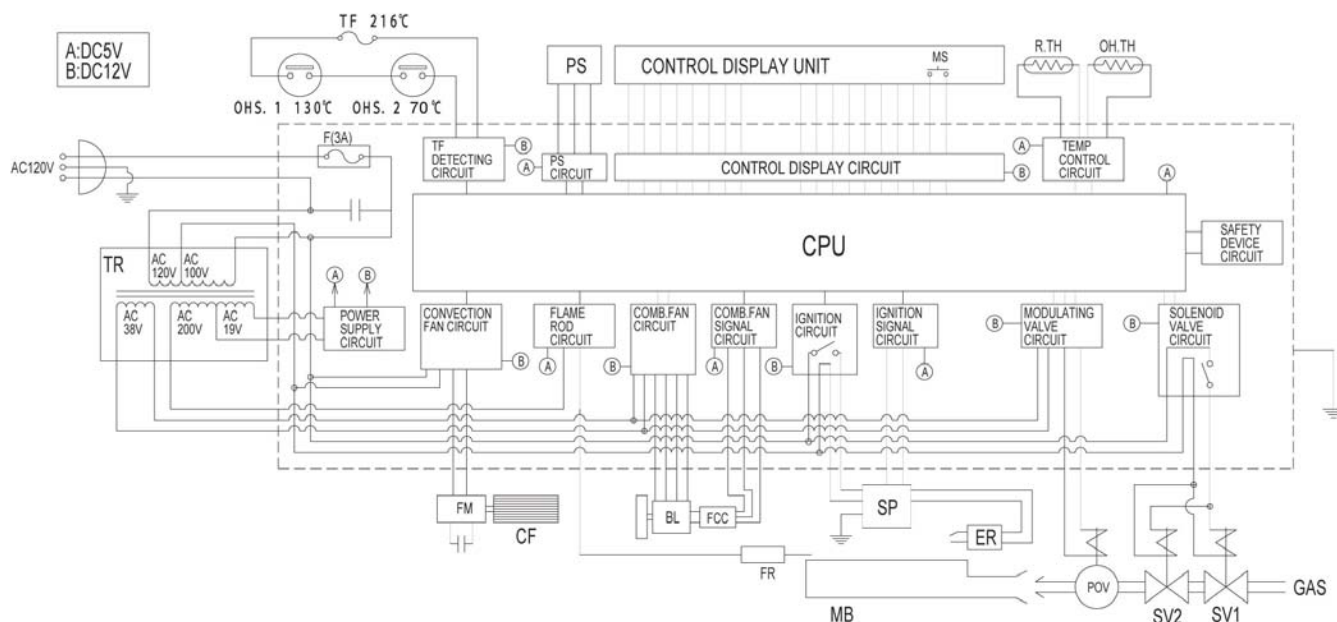 TF 216℃
A:DC5V
B:DC12V
PS
CONTROL DISPLAY UNIT
MS
R.TH
OH.TH
OHS. 1 130℃
OHS. 2 70℃
F(3A)
TF
DETECTING
CIRCUIT
B
A
PS
CIRCUIT
CONTROL DISPLAY CIRCUIT
B
A
TEMP
CONTROL
CIRCUIT
A
AC120V
CPU
SAFETY
DEVICE
CIRCUIT
TR
AC
120V
AC
100V
A
B
AC
38V
AC
200V
AC
19V
POWER
SUPPLY
CIRCUIT
CONVECTION
FAN CIRCUIT
B
FLAME
ROD
CIRCUIT
A
COMB.FAN
CIRCUIT
B
COMB.FAN
SIGNAL
CIRCUIT
A
IGNITION
CIRCUIT
B
IGNITION
SIGNAL
CIRCUIT
A
MODULATING
VALVE
CIRCUIT
B
SOLENOID
VALVE
CIRCUIT
B
FM
CF
BL
FCC
SP
ER
FR
MB
POV
SV2
SV1
GAS